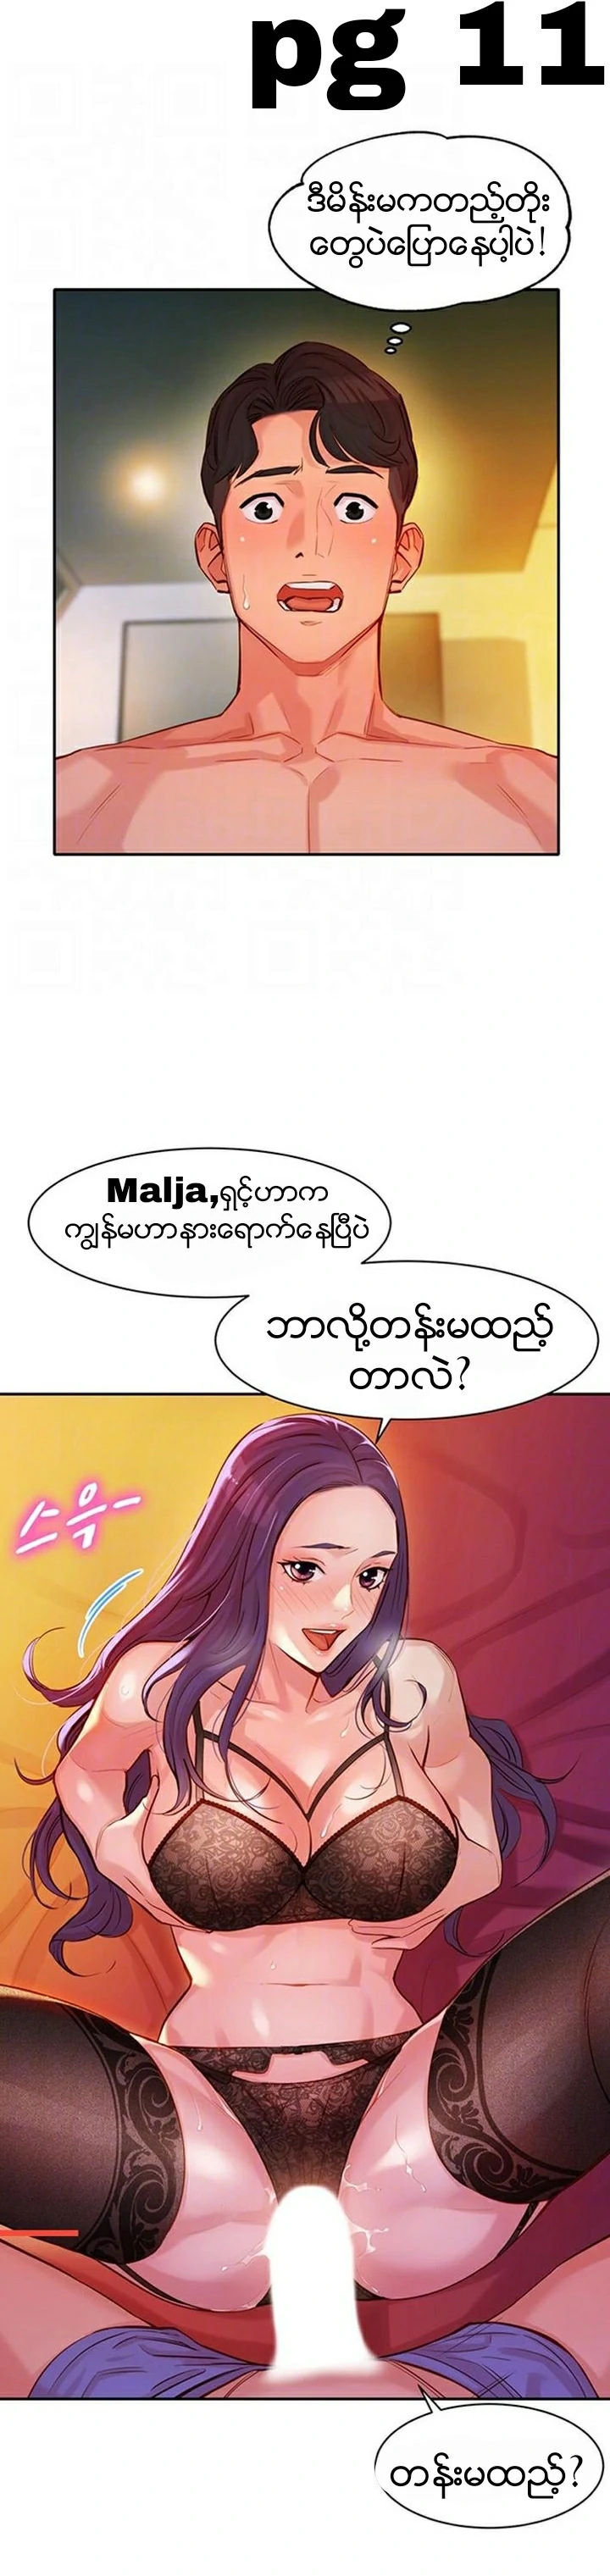 pg 11
ဒီမိန်းမကတည့်တိုး
တွေပဲပြောနေပါ့ပဲ!
Malja,ရှင့်ဟာက
ကျွန်မဟာနားရောက်နေပြီပဲ
ဘာလို့တန်းမထည့်
တာလဲ?
스윽-
တန်းမထည့်?